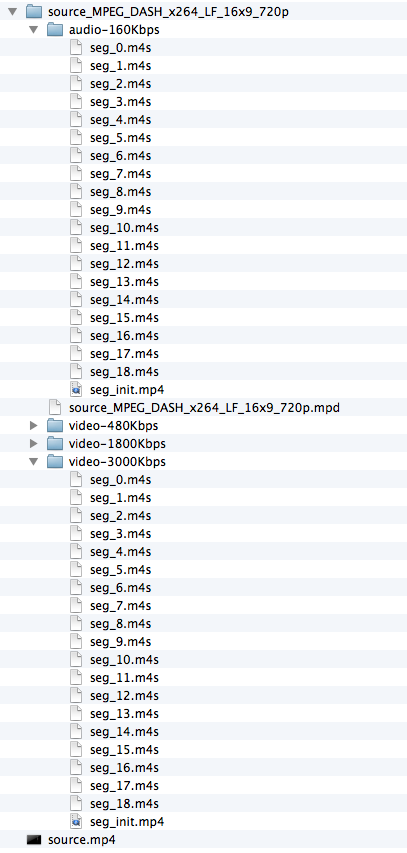 source_MPEG_DASH_x264_LF_16x9_720p
audio-160Kbps
seg_0.m4s
seg_1.m4s
seg_2.m4s
seg_3.m4s
seg_4.m4s
seg_5.m4s
seg_6.m4s
seg_7.m4s
seg_8.m4s
seg_9.m4s
seg_10.m4s
seg_11.m4s
seg_12.m4s
seg_13.m4s
seg_14.m4s
seg_15.m4s
seg_16.m4s
seg_17.m4s
seg_18.m4s
seg_init.mp4
source_MPEG_DASH_x264_LF_16x9_720p.mpd
video-480Kbps
video-1800Kbps
video-3000Kbps
seg_0.m4s
seg_1.m4s
seg_2.m4s
seg_3.m4s
seg_4.m4s
seg_5.m4s
seg_6.m4s
seg_7.m4s
seg_8.m4s
seg_9.m4s
seg_10.m4s
seg_11.m4s
seg_12.m4s
seg_13.m4s
seg_14.m4s
seg_15.m4s
seg_16.m4s
seg_17.m4s
seg_18.m4s
seg_init.mp4
source.mp4